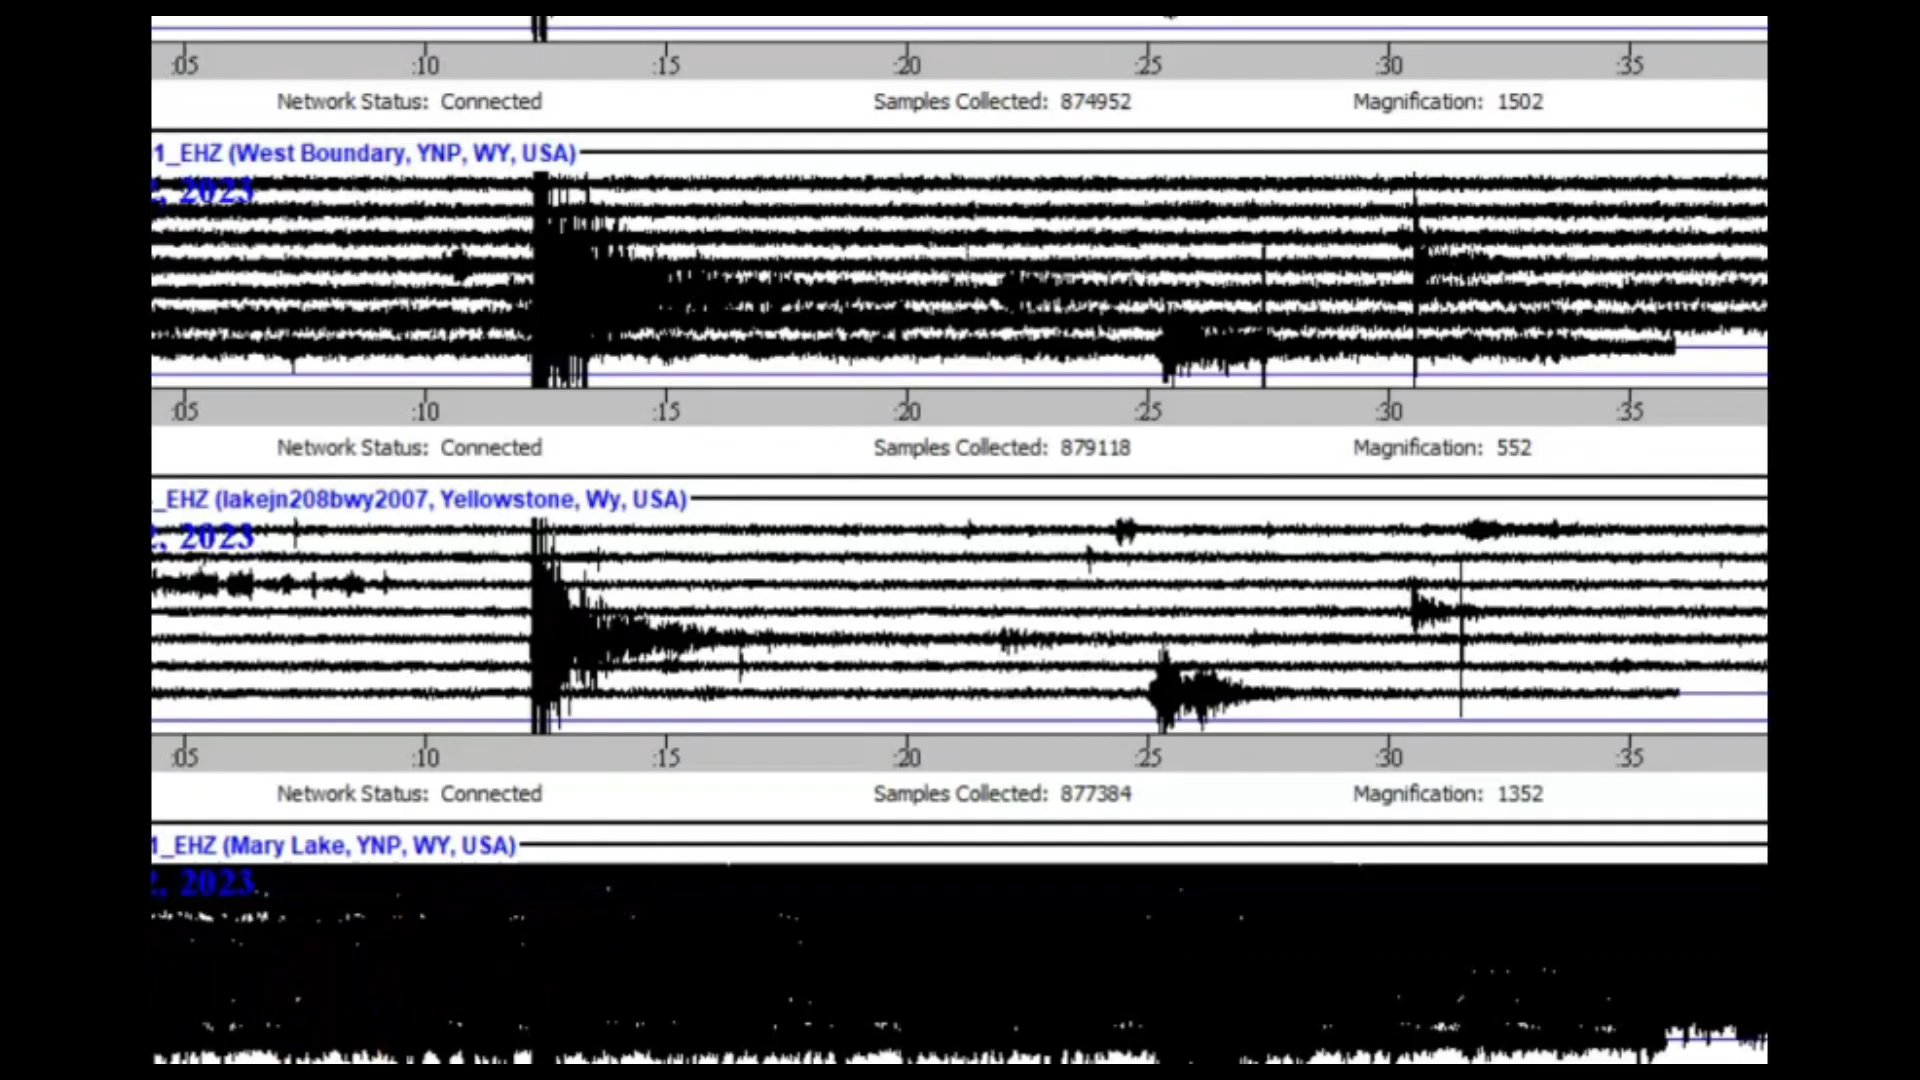 :05 :10 :15 :20 :25 :30 :35
Network Status: Connected Samples Collected: 874952 Magnification: 1502
1_EHZ (West Boundary, YNP, WY, USA)
2, 2023
:05 :10 :15 :20 :25 :30 :35
Network Status: Connected Samples Collected: 879118 Magnification: 552
_EHZ (lakejn208bwy2007, Yellowstone, Wy, USA)
2, 2023
:05 :10 :15 :20 :25 :30 :35
Network Status: Connected Samples Collected: 877384 Magnification: 1352
1_EHZ (Mary Lake, YNP, WY, USA)
2, 2023